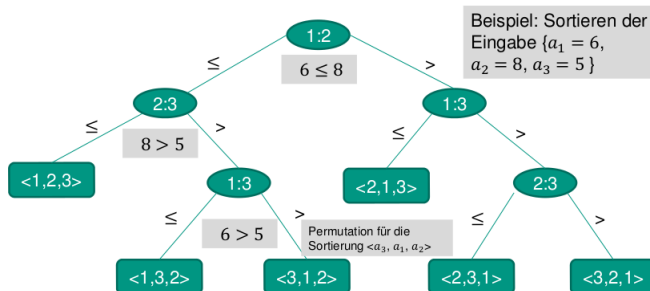 1:2
Beispiel: Sortieren der
Eingabe {a₁ = 6,
a₂ = 8, a₃ = 5 }
≤
6 ≤ 8
>
2:3
1:3
≤
8 > 5
>
≤
>
<1,2,3>
1:3
<2,1,3>
2:3
≤
6 > 5
>
Permutation für die
Sortierung <a₃, a₁, a₂>
≤
>
<1,3,2>
<3,1,2>
<2,3,1>
<3,2,1>